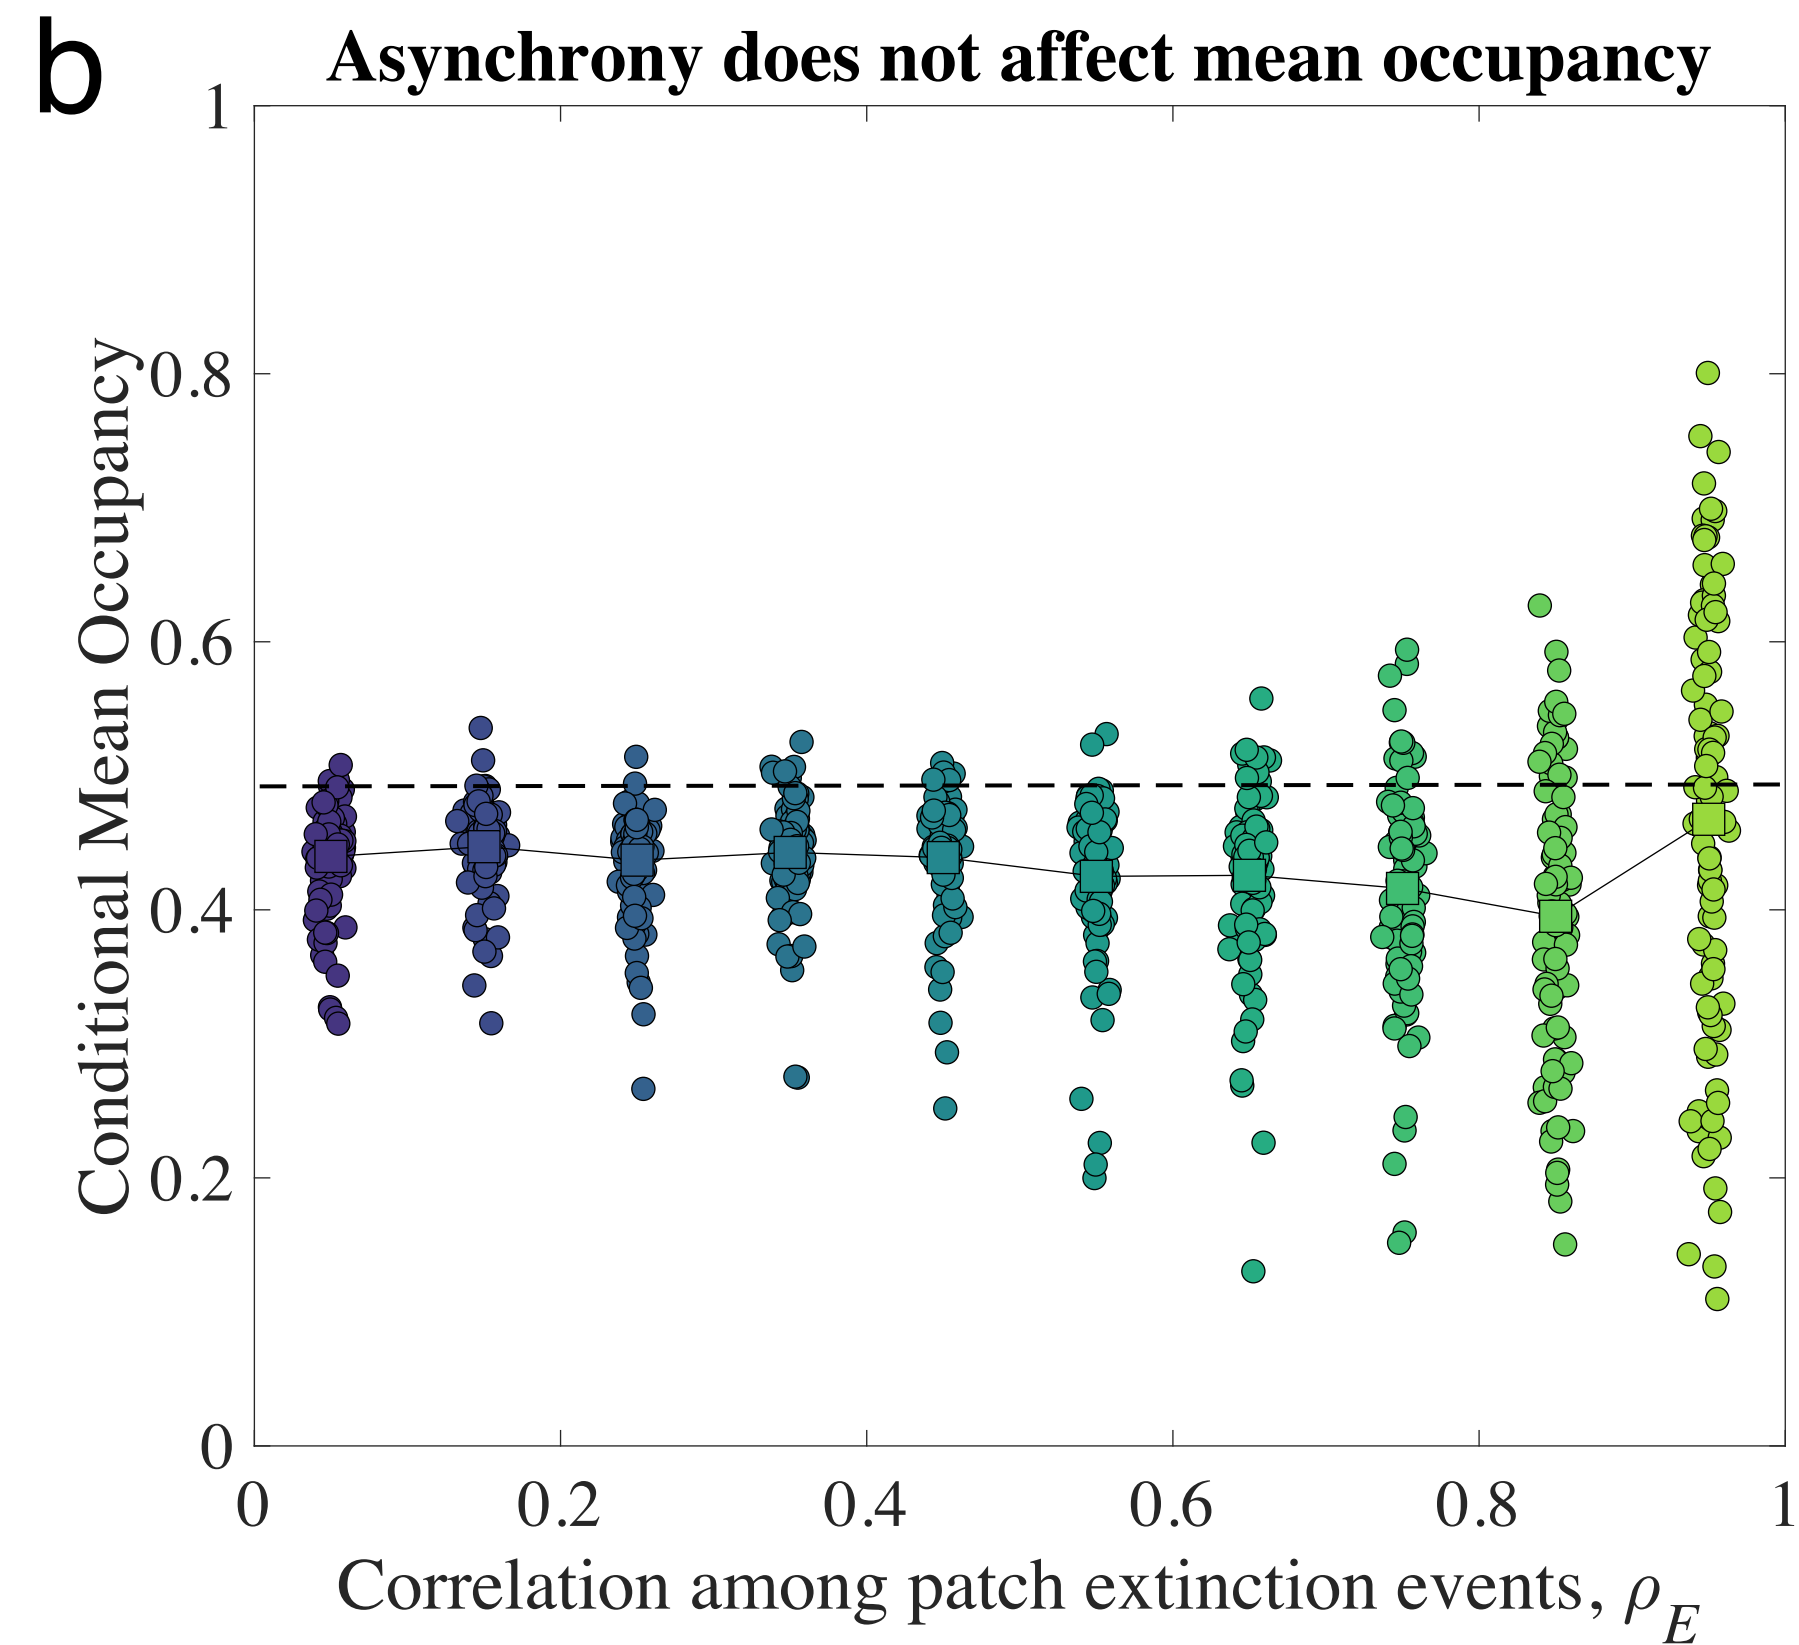 b
Asynchrony does not affect mean occupancy
1
0.8
0.6
0.4
0.2
0
Conditional Mean Occupancy
0 0.2 0.4 0.6 0.8 1
Correlation among patch extinction events, ρ_E